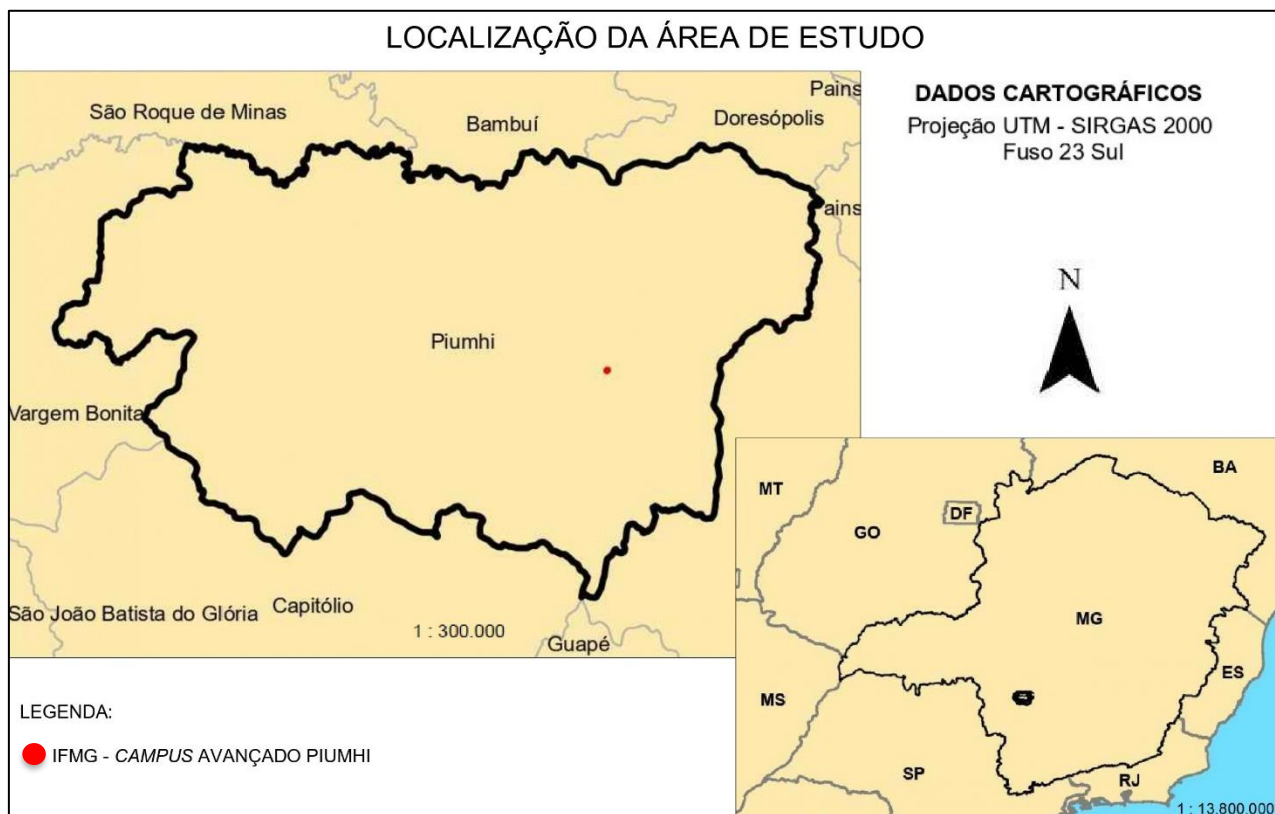 LOCALIZAÇÃO DA ÁREA DE ESTUDO
Pains
São Roque de Minas
Bambuí
Doresópolis
ains
Piumhi
Vargem Bonita
São João Batista do Glória
Capitólio
1 : 300.000
Guapé
DADOS CARTOGRÁFICOS
Projeção UTM - SIRGAS 2000
Fuso 23 Sul
N
BA
MT
DF
GO
MG
ES
MS
SP
RJ
1 : 13.800.000
LEGENDA:
IFMG - CAMPUS AVANÇADO PIUMHI